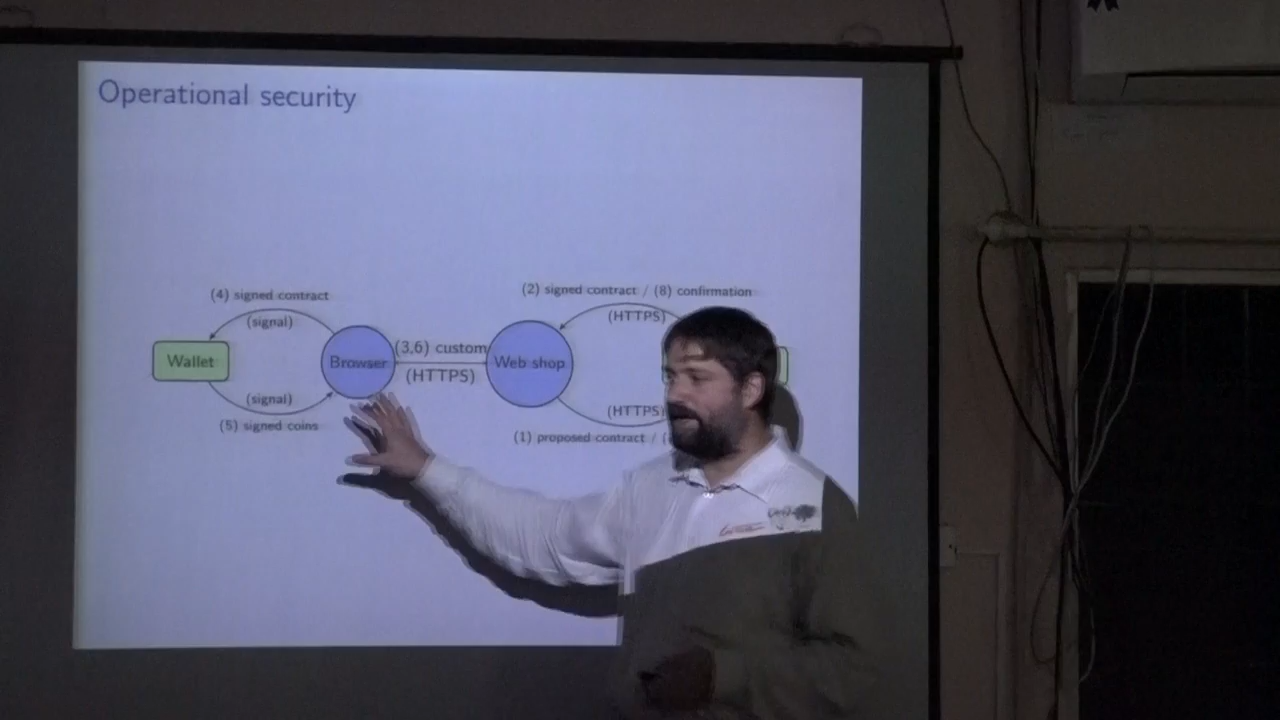 Operational security
(4) signed contract
(signal)
Wallet
(signal)
(5) signed coins
Browser
(3,6) custom
(HTTPS)
Web shop
(2) signed contract / (8) confirmation
(HTTPS)
(HTTPS)
(1) proposed contract /